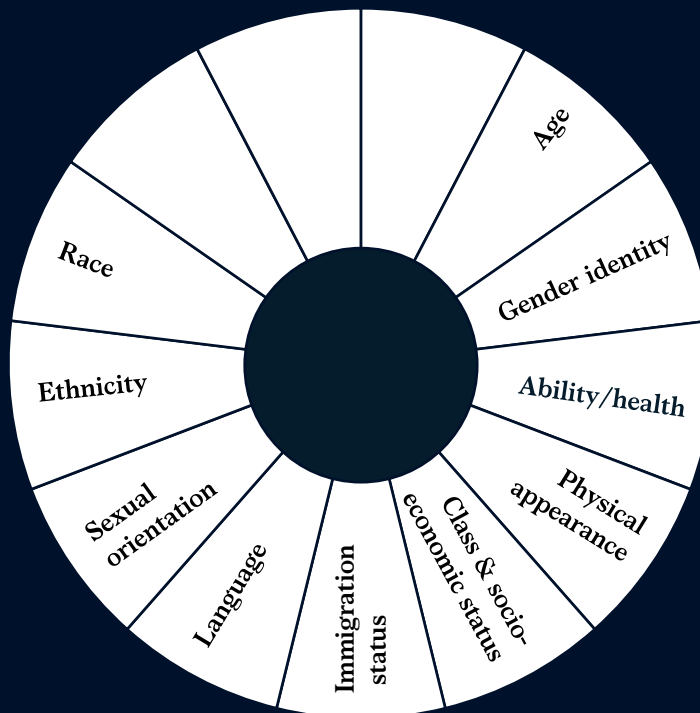 Age
Gender identity
Ability/health
Physical
appearance
Class & socio-
economic status
Immigration
status
Language
Sexual
orientation
Ethnicity
Race